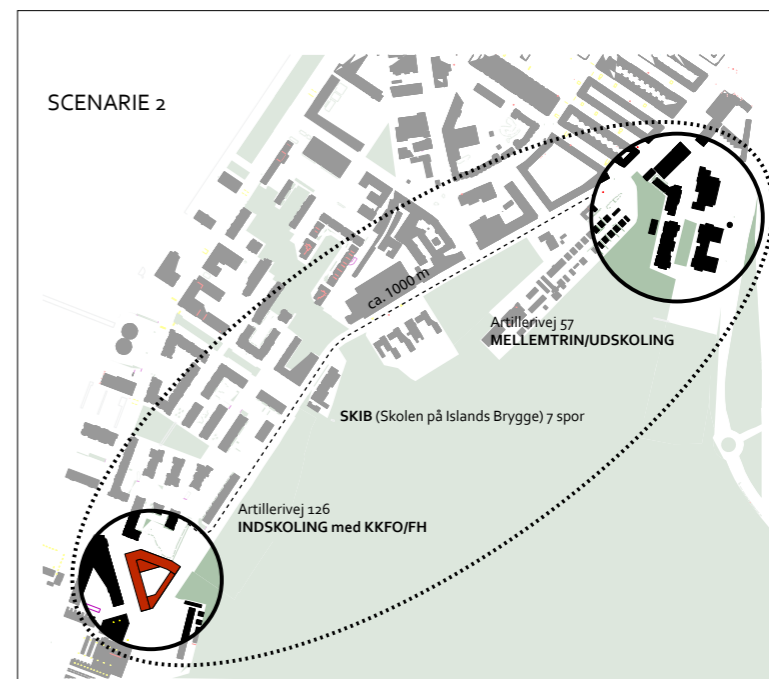 SCENARIE 2
ca. 1000 m
Artillerivej 57
MELLEMTRIN/UDSKOLING
SKIB (Skolen på Islands Brygge) 7 spor
Artillerivej 126
INDSKOLING med KKFO/FH